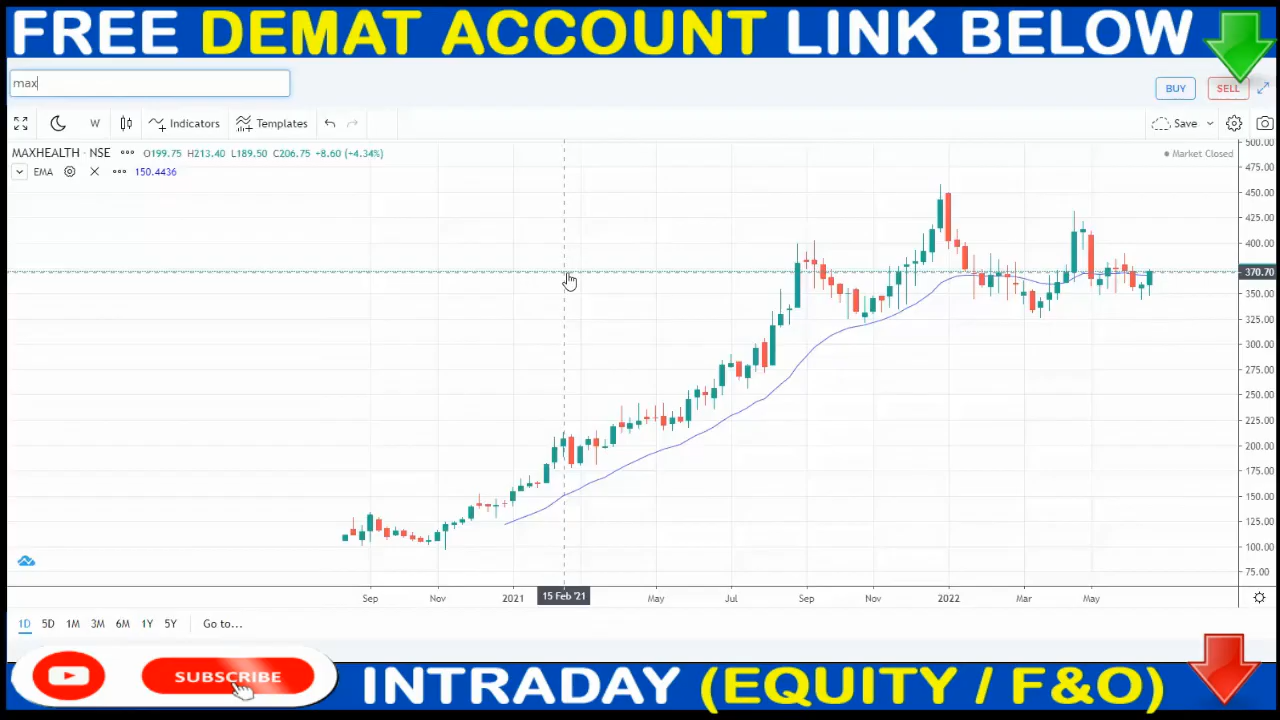 FREE DEMAT ACCOUNT LINK BELOW
max
BUY
SELL
W
Indicators
Templates
Save
MAXHEALTH · NSE ••• O199.75 H213.40 L189.50 C206.75 +8.60 (+4.34%)
Market Closed
EMA ••• 150.4436
500.00
475.00
450.00
425.00
400.00
370.70
350.00
325.00
300.00
275.00
250.00
225.00
200.00
175.00
150.00
125.00
100.00
75.00
Sep Nov 2021 15 Feb '21 May Jul Sep Nov 2022 Mar May
1D 5D 1M 3M 6M 1Y 5Y Go to...
SUBSCRIBE
INTRADAY (EQUITY / F&O)